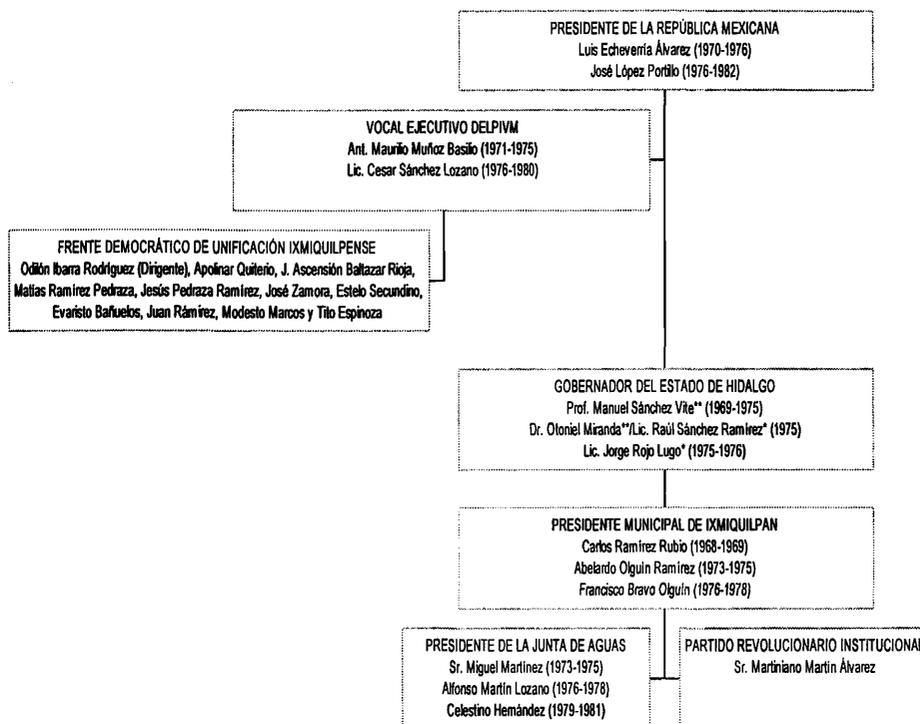 PRESIDENTE DE LA REPÚBLICA MEXICANA
Luis Echeverría Álvarez (1970-1976)
José López Portillo (1976-1982)
VOCAL EJECUTIVO DELPIVM
Ant. Maurilio Muñoz Basilio (1971-1975)
Lic. Cesar Sánchez Lozano (1976-1980)
FRENTE DEMOCRÁTICO DE UNIFICACIÓN IXMIQUILPENSE
Odilón Ibarra Rodríguez (Dirigente), Apolinar Quiterio, J. Ascensión Baltazar Rioja,
Matías Ramírez Pedraza, Jesús Pedraza Ramírez, José Zamora, Estelo Secundino,
Evaristo Bañuelos, Juan Rámírez, Modesto Marcos y Tito Espinoza
GOBERNADOR DEL ESTADO DE HIDALGO
Prof. Manuel Sánchez Vite** (1969-1975)
Dr. Otoniel Miranda**/Lic. Raúl Sánchez Ramírez* (1975)
Lic. Jorge Rojo Lugo* (1975-1976)
PRESIDENTE MUNICIPAL DE IXMIQUILPAN
Carlos Ramírez Rubio (1968-1969)
Abelardo Olguín Ramírez (1973-1975)
Francisco Bravo Olguín (1976-1978)
PRESIDENTE DE LA JUNTA DE AGUAS
Sr. Miguel Martínez (1973-1975)
Alfonso Martín Lozano (1976-1978)
Celestino Hernández (1979-1981)
PARTIDO REVOLUCIONARIO INSTITUCIONAL
Sr. Martiniano Martín Álvarez